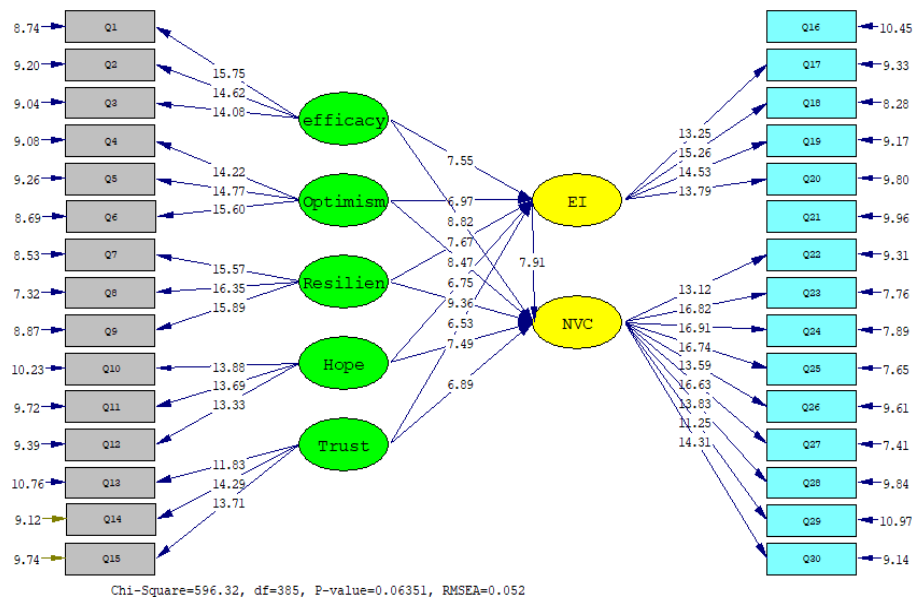 8.74 Q1 Q16 10.45
9.20 Q2 Q17 9.33
9.04 Q3 Q18 8.28
9.08 Q4 Q19 9.17
9.26 Q5 Q20 9.80
8.69 Q6 Q21 9.96
8.53 Q7 Q22 9.31
7.32 Q8 Q23 7.76
8.87 Q9 Q24 7.89
10.23 Q10 Q25 7.65
9.72 Q11 Q26 9.61
9.39 Q12 Q27 7.41
10.76 Q13 Q28 9.84
9.12 Q14 Q29 10.97
9.74 Q15 Q30 9.14
15.75
14.62
14.08
14.22
14.77
15.60
15.57
16.35
15.89
13.88
13.69
13.33
11.83
14.29
13.71
efficacy
Optimism
Resilien
Hope
Trust
7.55
6.97
8.82
7.67
8.47
6.75
9.36
6.53
7.49
6.89
EI
7.91
NVC
13.25
15.26
14.53
13.79
13.12
16.82
16.91
16.74
13.59
16.63
13.83
11.25
14.31
Chi-Square=596.32, df=385, P-value=0.06351, RMSEA=0.052